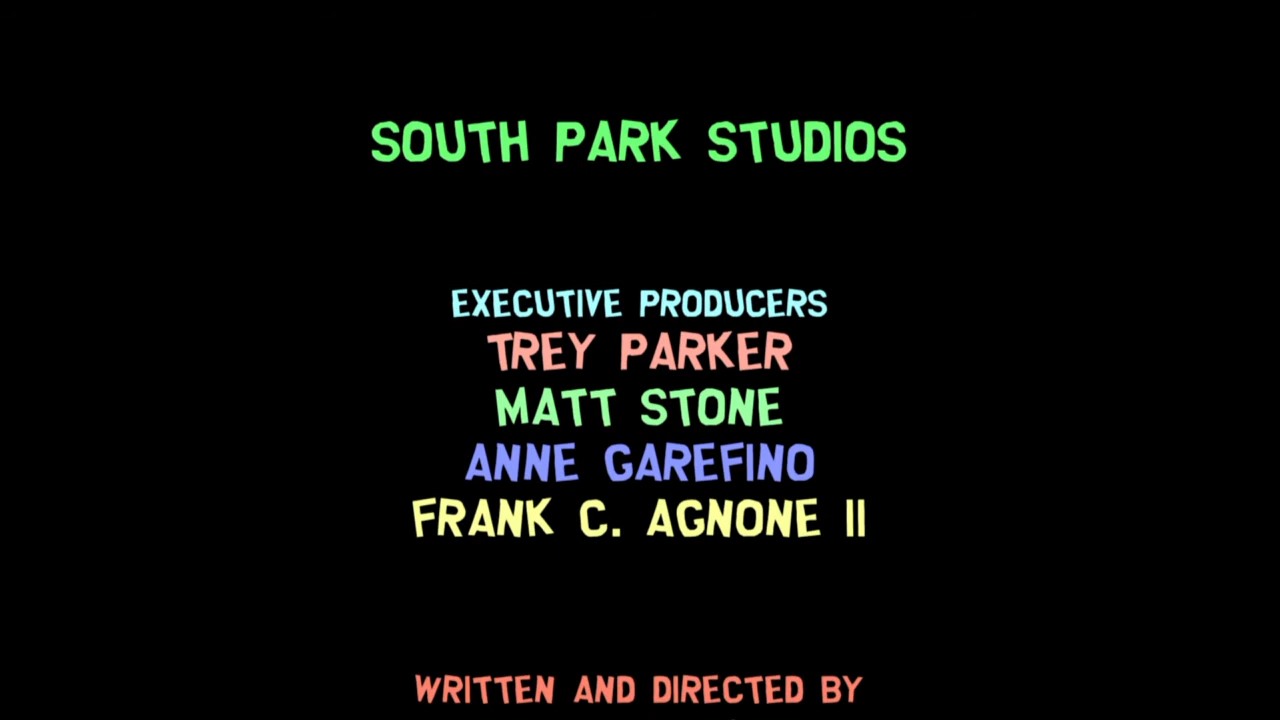 SOUTH PARK STUDIOS
EXECUTIVE PRODUCERS
TREY PARKER
MATT STONE
ANNE GAREFINO
FRANK C. AGNONE II
WRITTEN AND DIRECTED BY